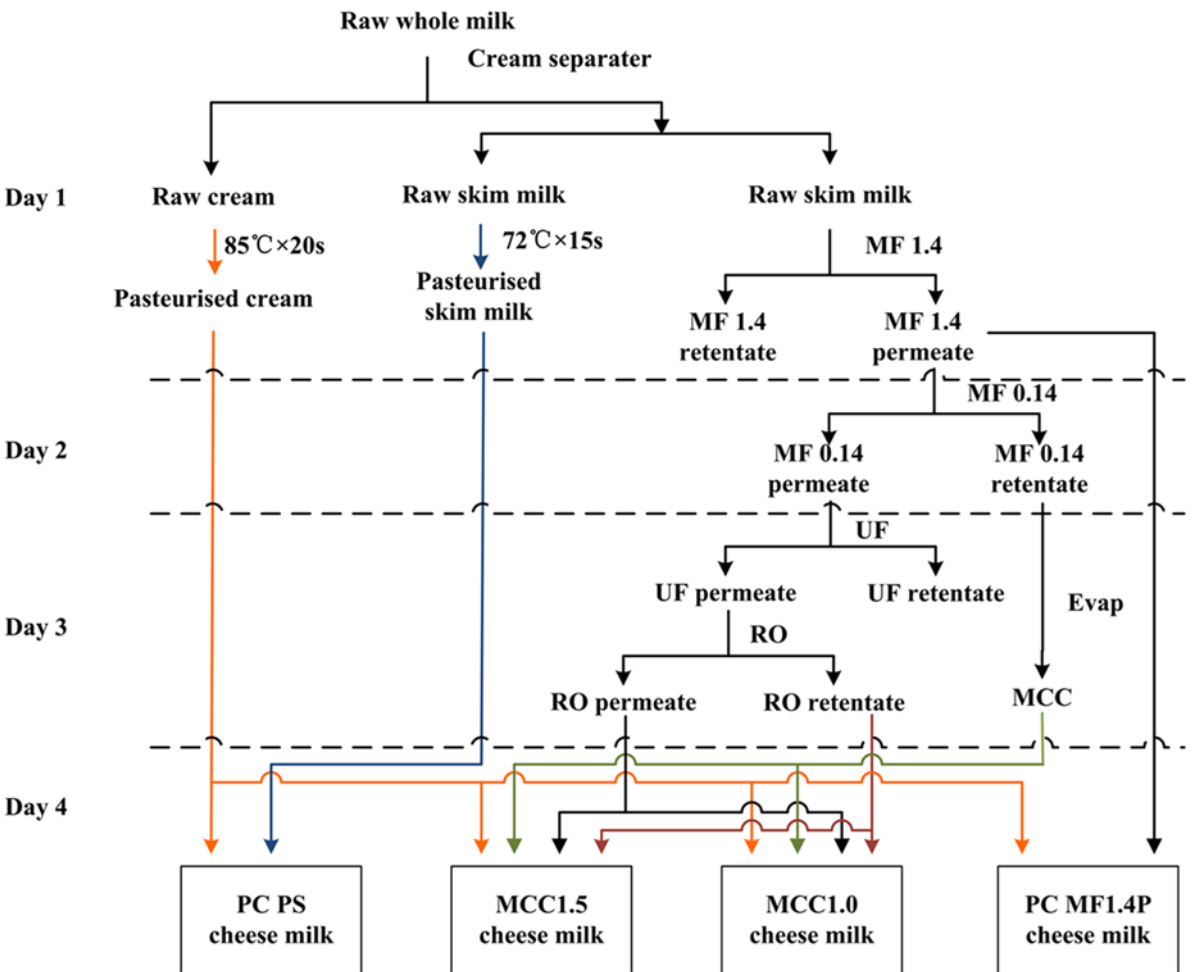 Raw whole milk
Cream separater
Day 1
Raw cream
Raw skim milk
Raw skim milk
85℃×20s
72℃×15s
MF 1.4
Pasteurised cream
Pasteurised
skim milk
MF 1.4
retentate
MF 1.4
permeate
MF 0.14
Day 2
MF 0.14
permeate
MF 0.14
retentate
UF
UF permeate
UF retentate
Evap
Day 3
RO
RO permeate
RO retentate
MCC
Day 4
PC PS
cheese milk
MCC1.5
cheese milk
MCC1.0
cheese milk
PC MF1.4P
cheese milk